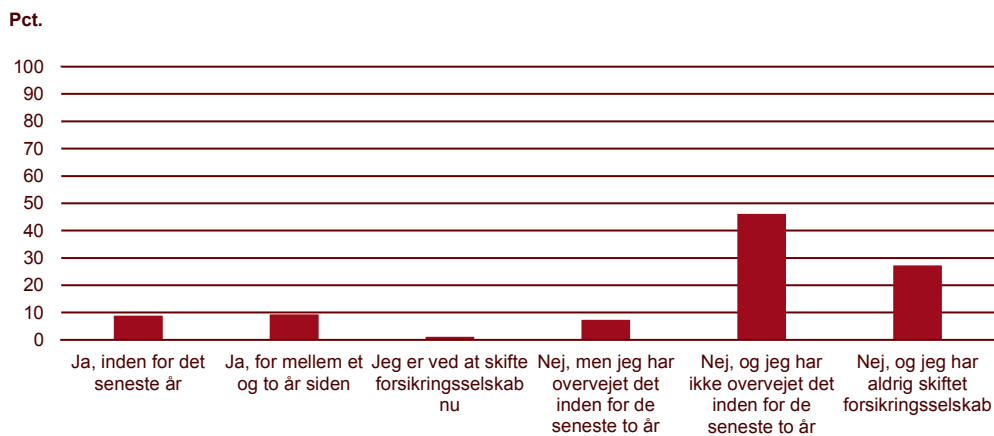 Pct.
100
90
80
70
60
50
40
30
20
10
0
Ja, inden for det
seneste år
Ja, for mellem et
og to år siden
Jeg er ved at skifte
forsikringsselskab
nu
Nej, men jeg har
overvejet det
inden for de
seneste to år
Nej, og jeg har
ikke overvejet det
inden for de
seneste to år
Nej, og jeg har
aldrig skiftet
forsikringsselskab